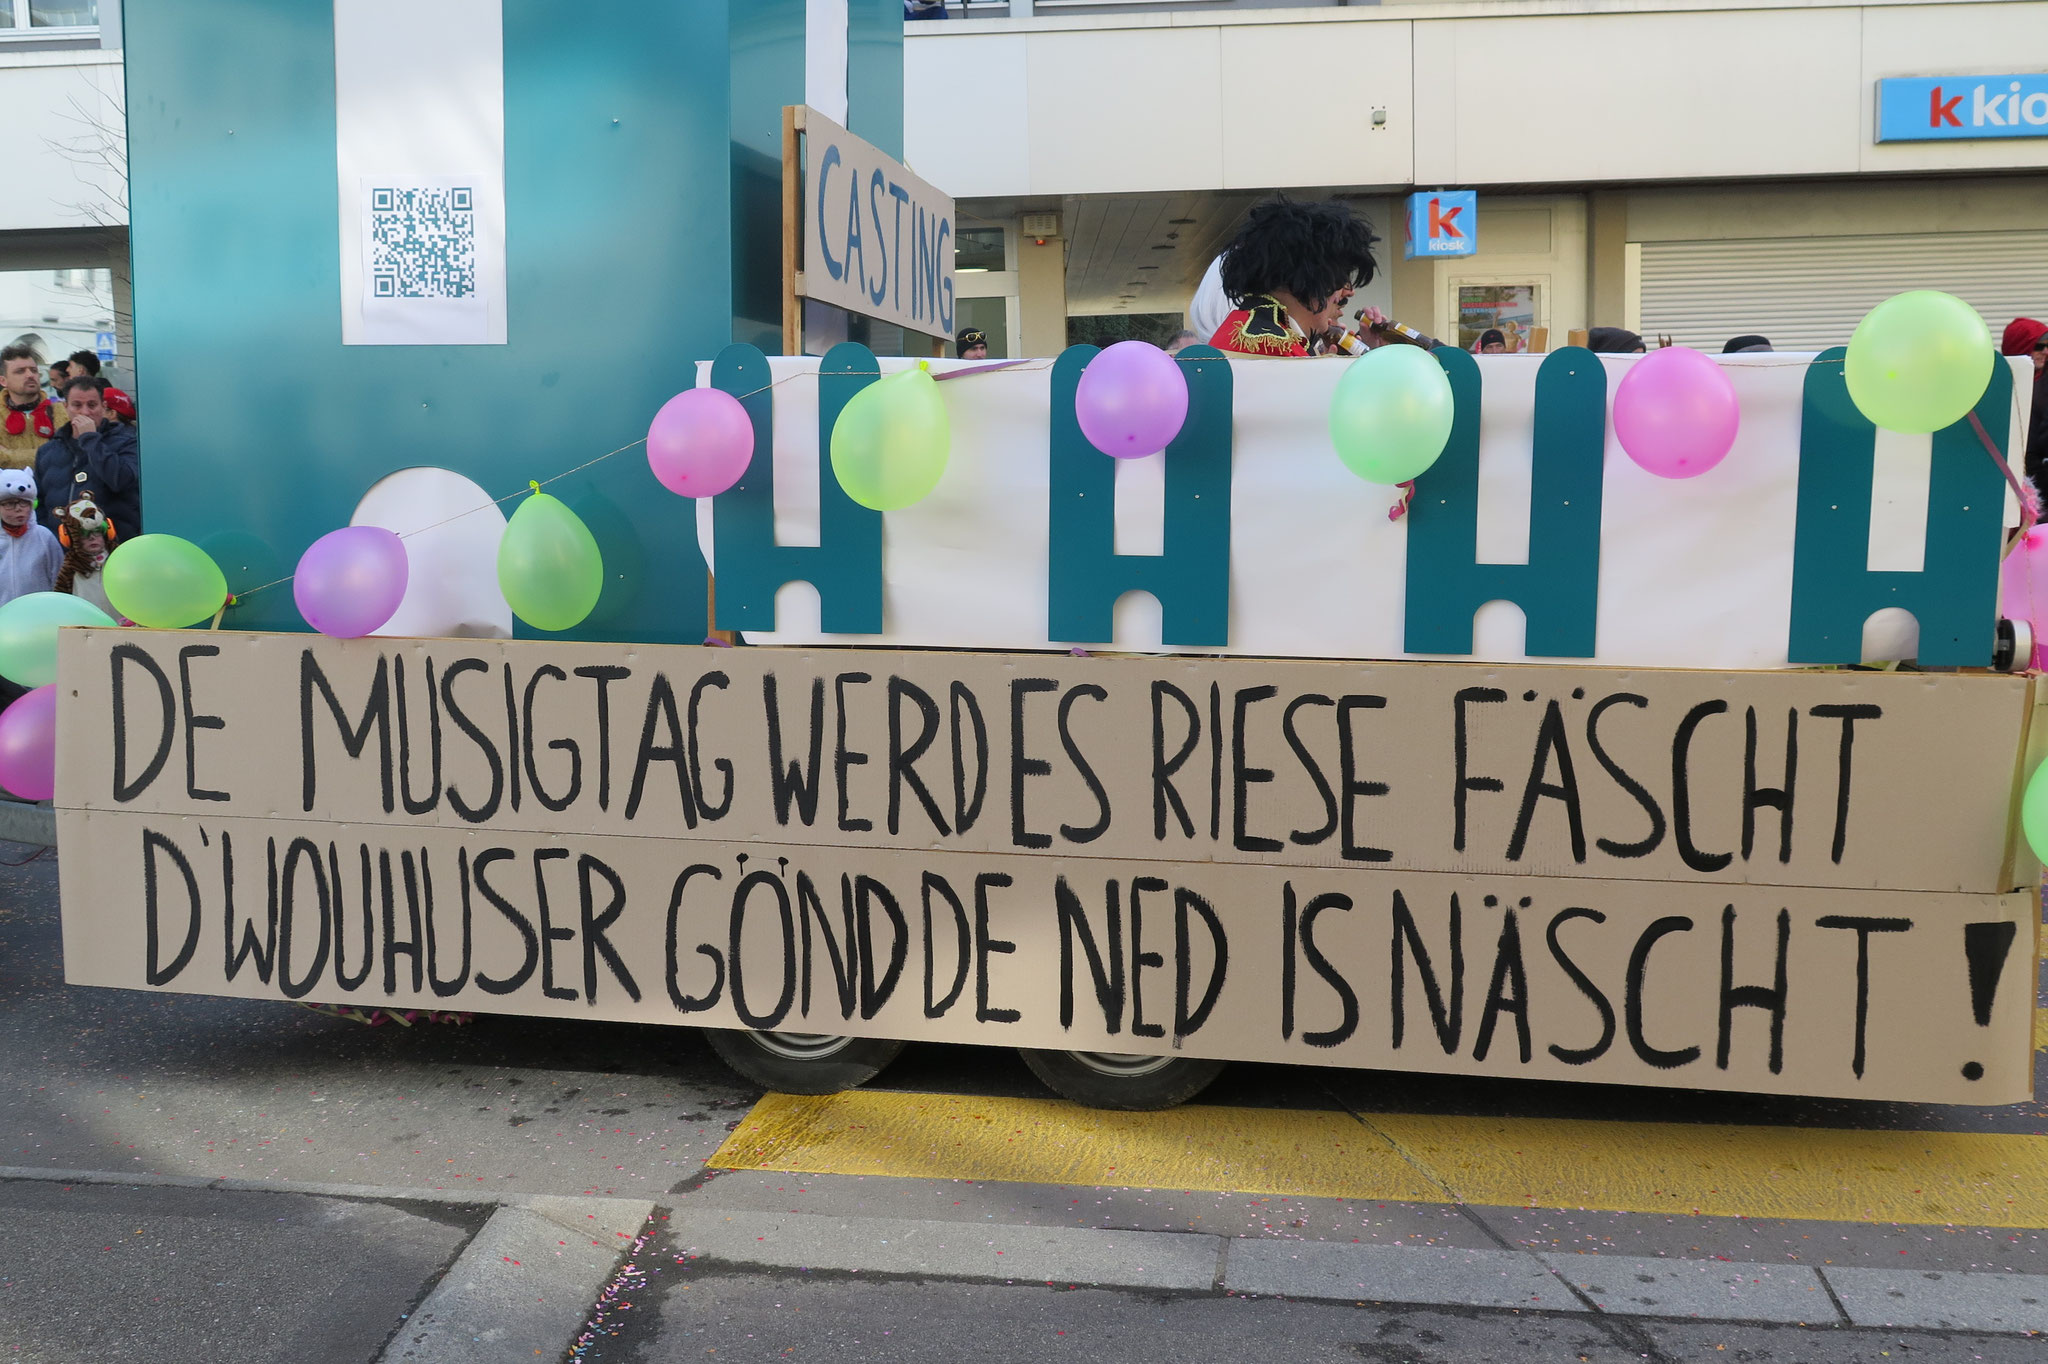 k kio
CASTING
k
kiosk
DE MUSIGTAG WERD ES RIESE FÄSCHT
D'WOUHUSER GÖND DE NED IS NÄSCHT!